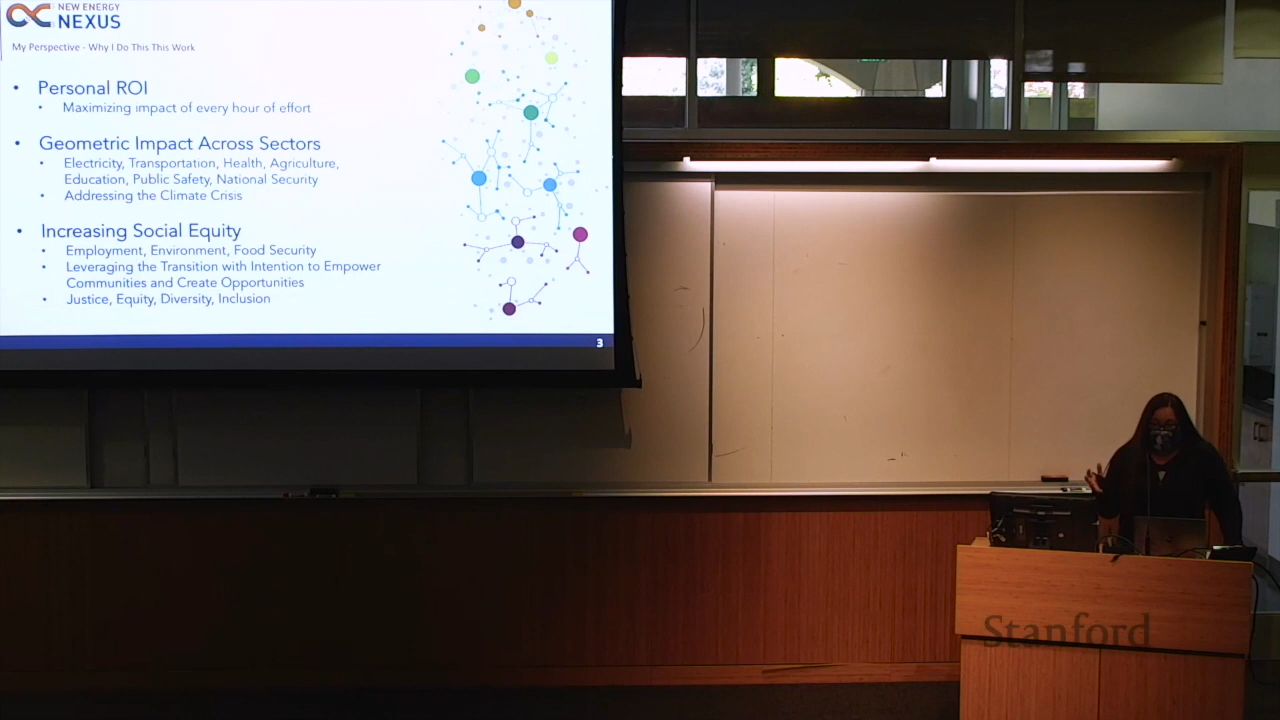 NEW ENERGY
NEXUS
My Perspective - Why I Do This This Work
• Personal ROI
• Maximizing impact of every hour of effort
• Geometric Impact Across Sectors
• Electricity, Transportation, Health, Agriculture,
Education, Public Safety, National Security
• Addressing the Climate Crisis
• Increasing Social Equity
• Employment, Environment, Food Security
• Leveraging the Transition with Intention to Empower
Communities and Create Opportunities
• Justice, Equity, Diversity, Inclusion
3
Stanford